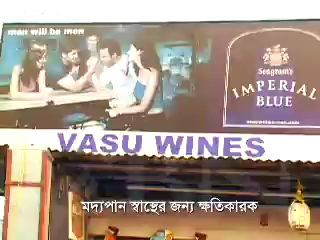 men will be men
Seagram's
IMPERIAL
BLUE
VASU WINES
মদ্যপান স্বাস্থের জন্য ক্ষতিকারক